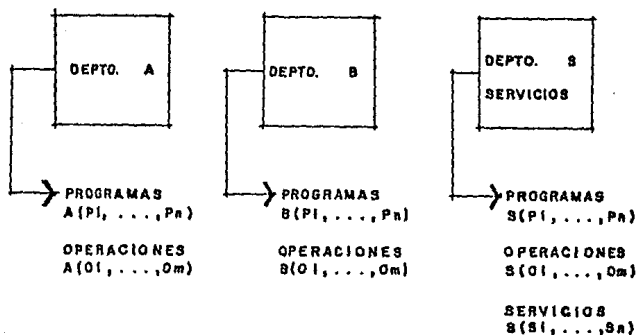 DEPTO. A
PROGRAMAS
A(P1, ...,Pn)
OPERACIONES
A(O1, ...,Om)
DEPTO. B
PROGRAMAS
B(P1, ...,Pn)
OPERACIONES
B(O1, ...,Om)
DEPTO. S
SERVICIOS
PROGRAMAS
S(P1, ...,Pn)
OPERACIONES
S(O1, ...,Om)
SERVICIOS
S(S1, ...,Sn)